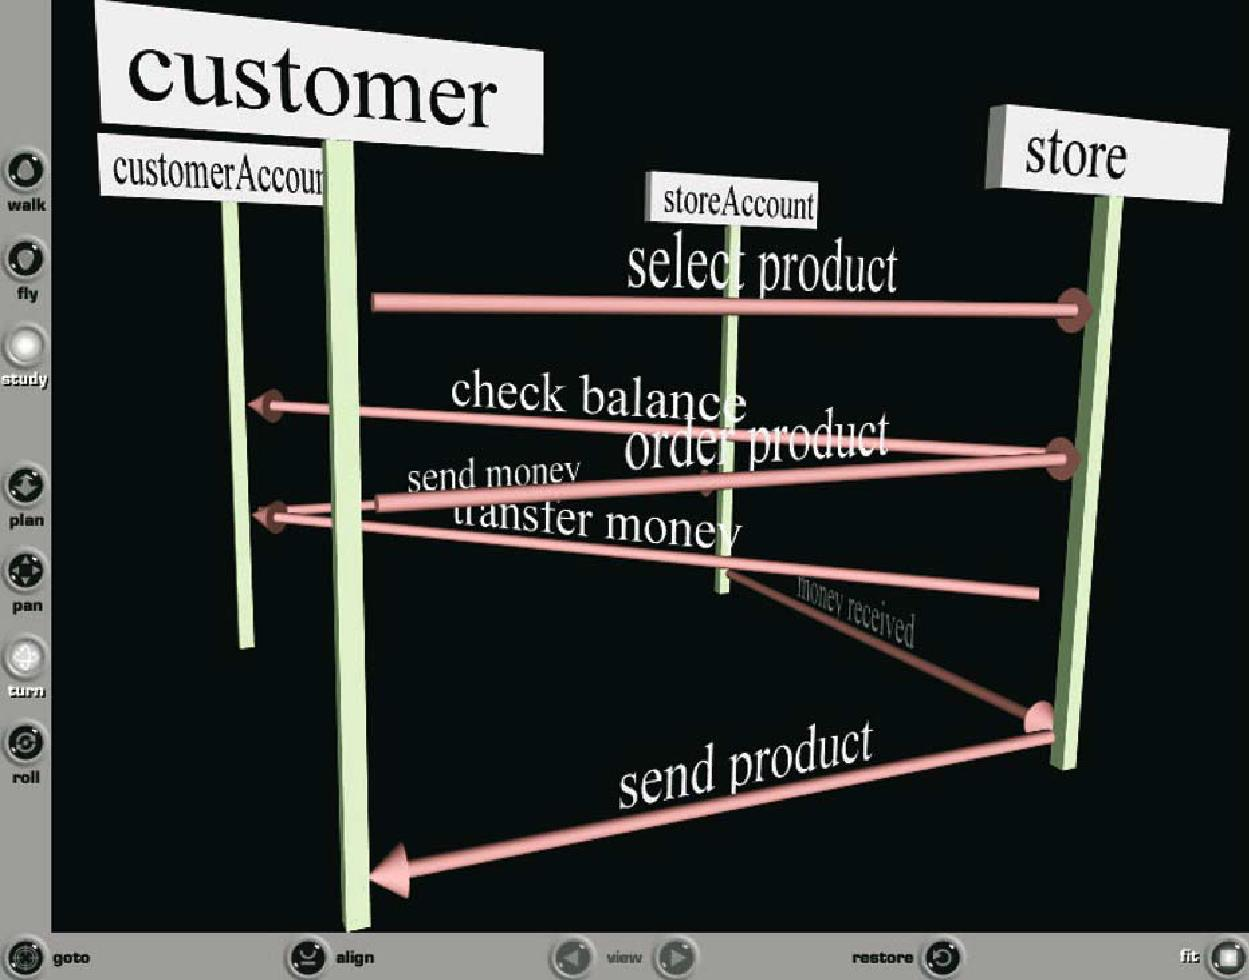 customer
customerAccoun
store
storeAccount
select product
check balance
order product
send money
transfer money
money received
send product
walk
fly
study
plan
pan
turn
roll
goto
align
view
restore
fit